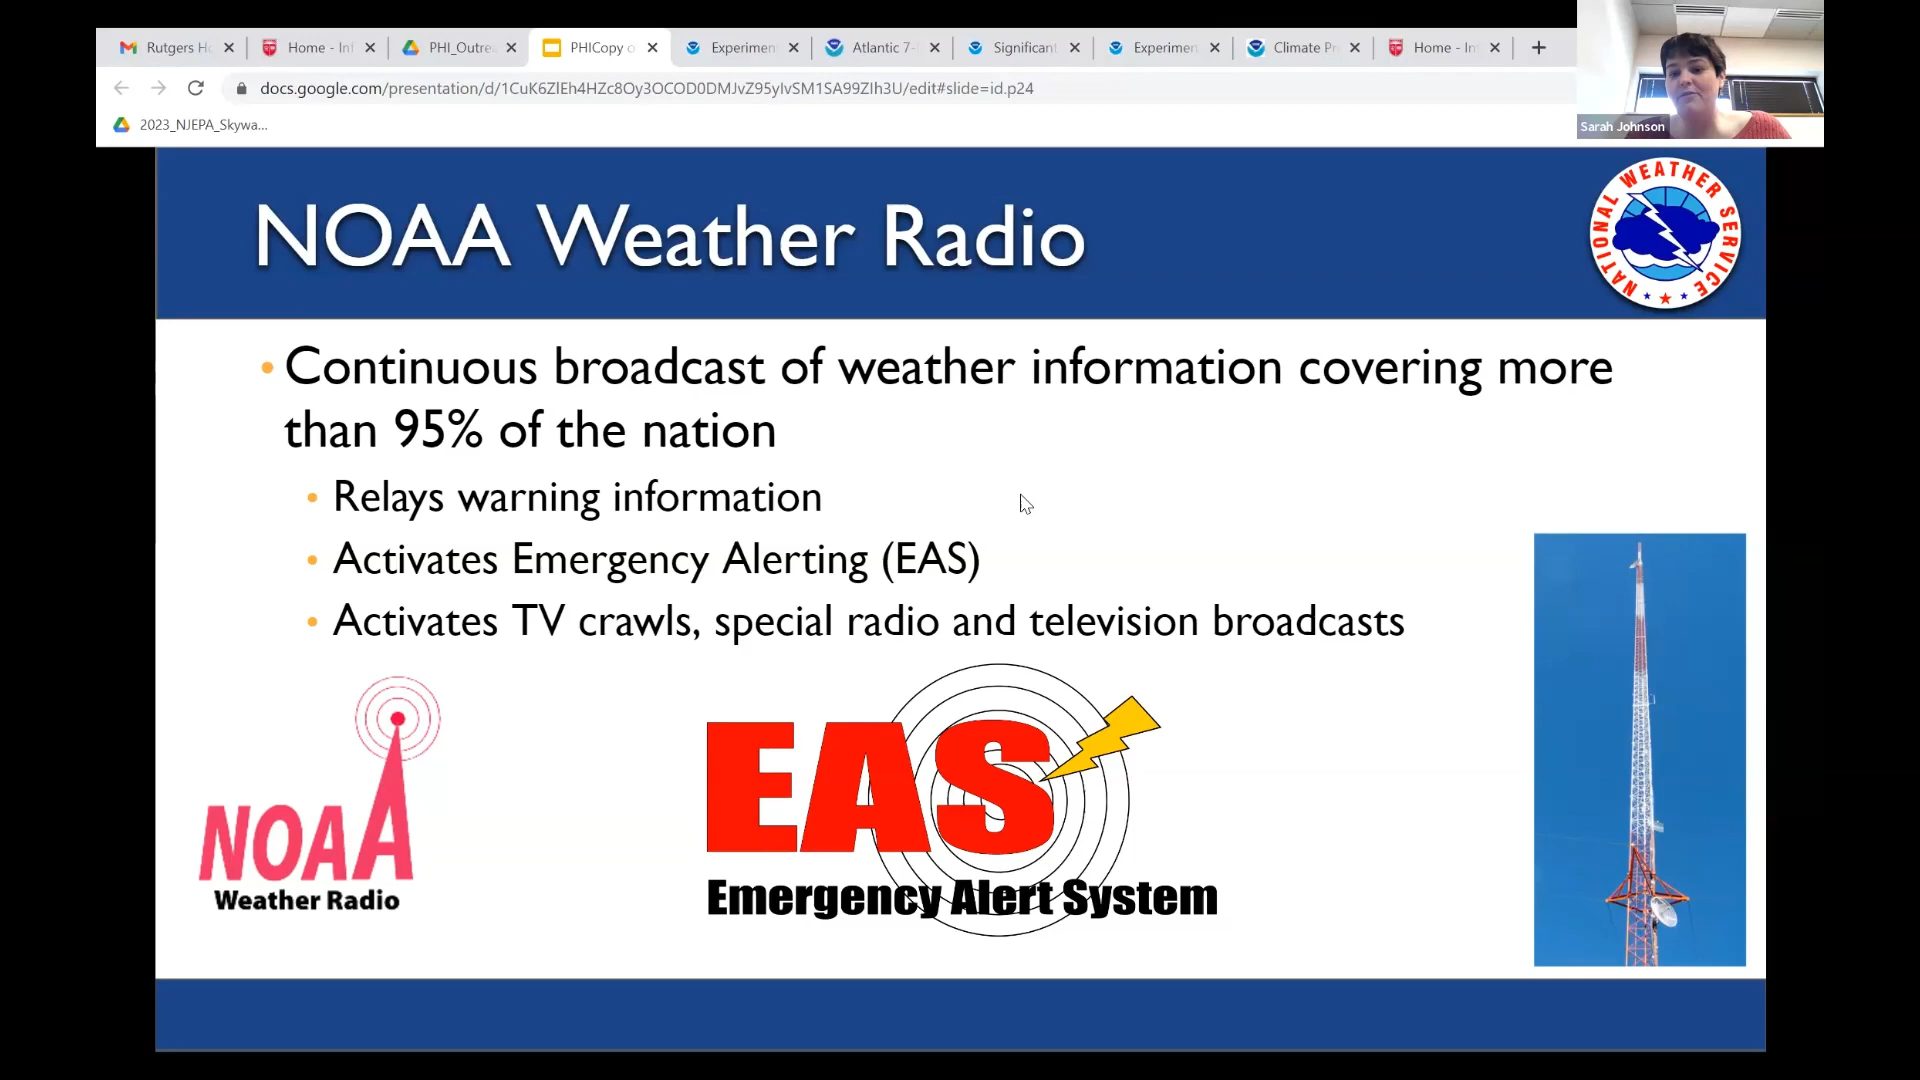 Rutgers H
Home - Inf
PHI_Outre
PHICopy o
Experimen
Atlantic 7-
Significant
Experimen
Climate Pr
Home - In
docs.google.com/presentation/d/1CuK6ZlEh4HZc8Oy3OCOD0DMJvZ95yIvSM1SA99ZIh3U/edit#slide=id.p24
2023_NJEPA_Skywa...
Sarah Johnson
NOAA Weather Radio
NATIONAL WEATHER SERVICE
• Continuous broadcast of weather information covering more
than 95% of the nation
• Relays warning information
• Activates Emergency Alerting (EAS)
• Activates TV crawls, special radio and television broadcasts
NOAA
Weather Radio
EAS
Emergency Alert System